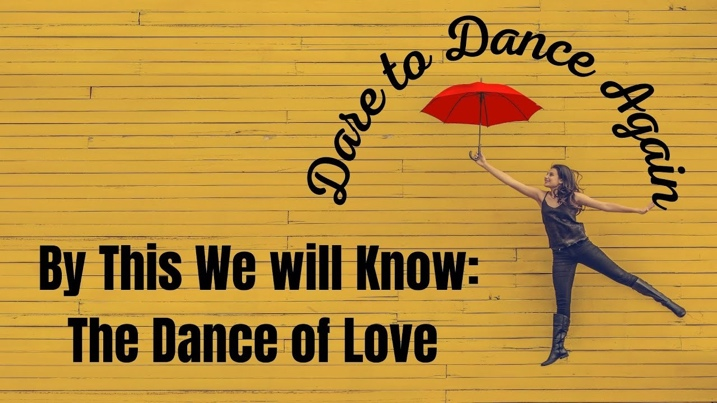 Dare to Dance Again
By This We will Know:
The Dance of Love